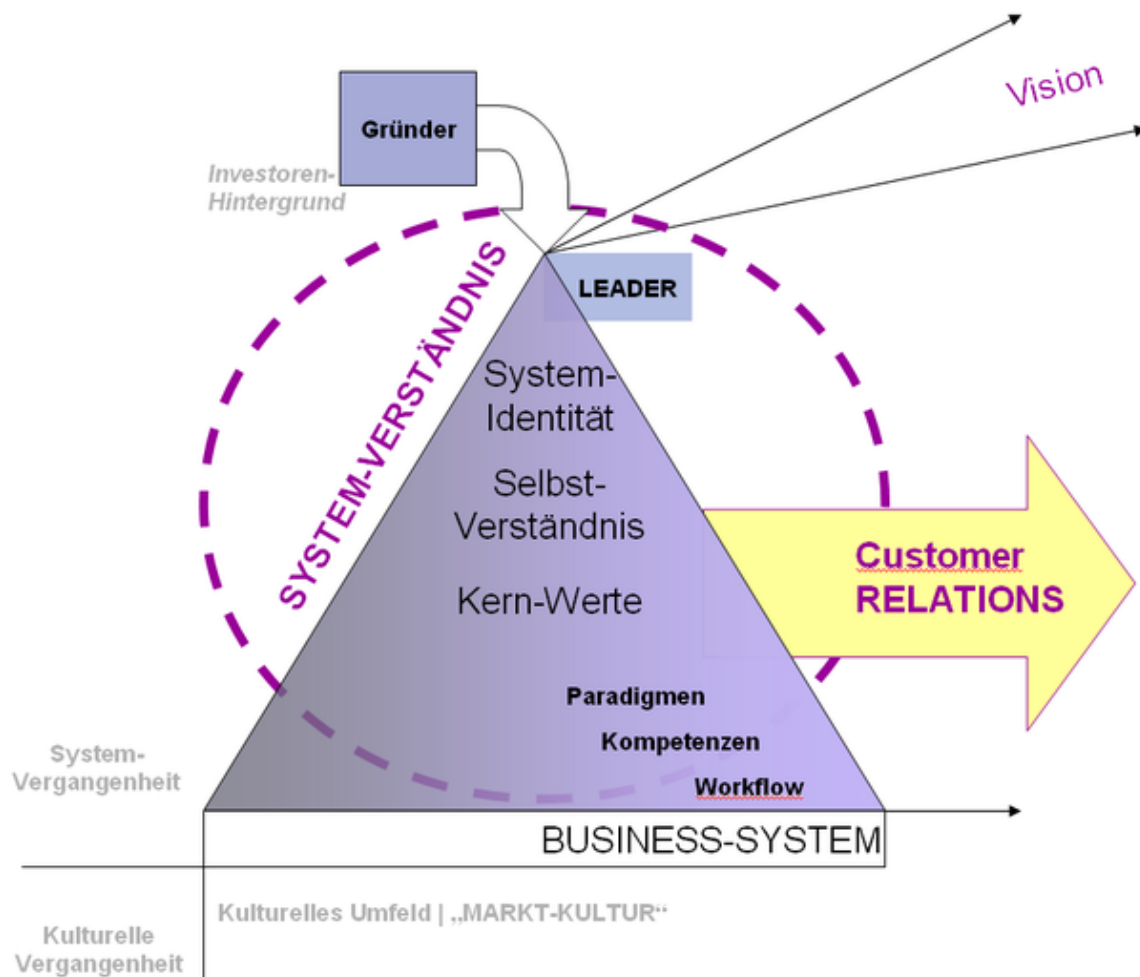 Vision
Gründer
Investoren-
Hintergrund
SYSTEM-VERSTÄNDNIS
LEADER
System-
Identität
Selbst-
Verständnis
Kern-Werte
Customer
RELATIONS
Paradigmen
Kompetenzen
Workflow
System-
Vergangenheit
BUSINESS-SYSTEM
Kulturelles Umfeld | „MARKT-KULTUR“
Kulturelle
Vergangenheit